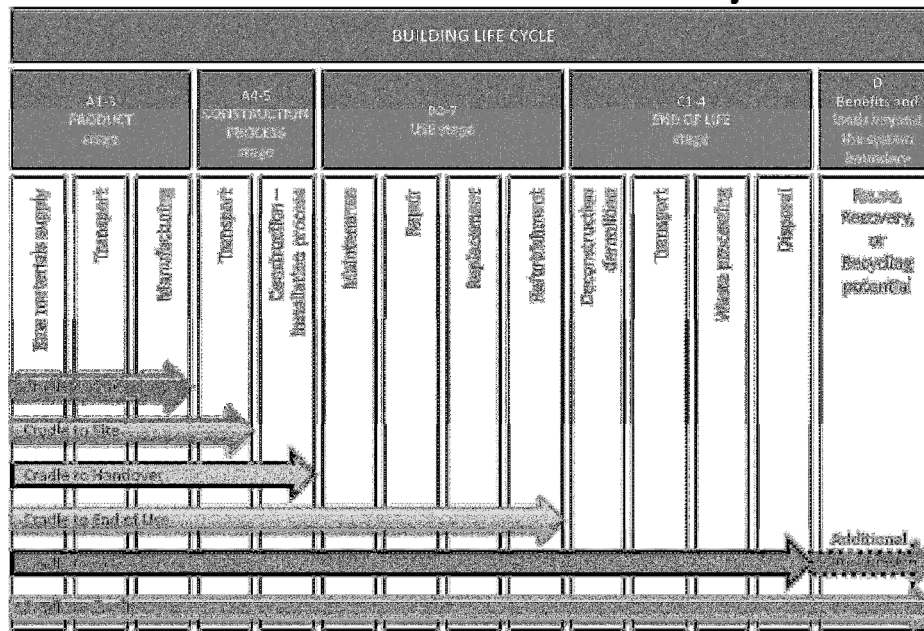 BUILDING LIFE CYCLE
A1-3
PRODUCT
stage
A4-5
CONSTRUCTION
PROCESS
stage
B2-7
USE stage
C1-4
END OF LIFE
stage
D
Benefits and
loads beyond
the system
boundary
Raw materials supply
Transport
Manufacturing
Transport
Construction –
Installation process
Maintenance
Repair
Replacement
Refurbishment
Deconstruction
demolition
Transport
Waste processing
Disposal
Reuse,
Recovery,
or
Recycling
potential
Cradle to Site
Cradle to Handover
Cradle to End of Use
Additional